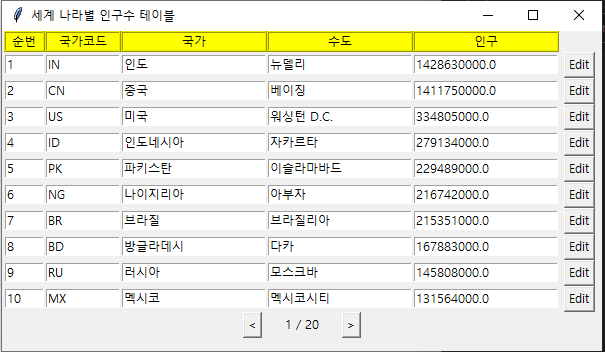 세계 나라별 인구수 테이블
순번 국가코드 국가 수도 인구
1 IN 인도 뉴델리 1428630000.0 Edit
2 CN 중국 베이징 1411750000.0 Edit
3 US 미국 워싱턴 D.C. 334805000.0 Edit
4 ID 인도네시아 자카르타 279134000.0 Edit
5 PK 파키스탄 이슬라마바드 229489000.0 Edit
6 NG 나이지리아 아부자 216742000.0 Edit
7 BR 브라질 브라질리아 215351000.0 Edit
8 BD 방글라데시 다카 167883000.0 Edit
9 RU 러시아 모스크바 145808000.0 Edit
10 MX 멕시코 멕시코시티 131564000.0 Edit
< 1 / 20 >